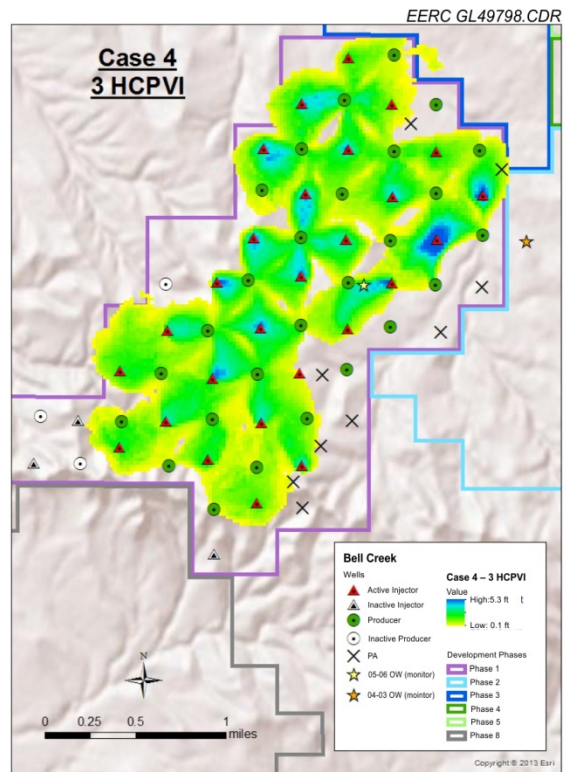 EERC GL49798.CDR
Case 4
3 HCPVI
Bell Creek
Wells
Active Injector
Inactive Injector
Producer
Inactive Producer
PA
05-06 OW (monitor)
04-03 OW (mointor)
Case 4 – 3 HCPVI
Value
High:5.3 ft t
Low: 0.1 ft
Development Phases
Phase 1
Phase 2
Phase 3
Phase 4
Phase 5
Phase 8
N
0 0.25 0.5 1
miles
Copyright © 2013 Esri